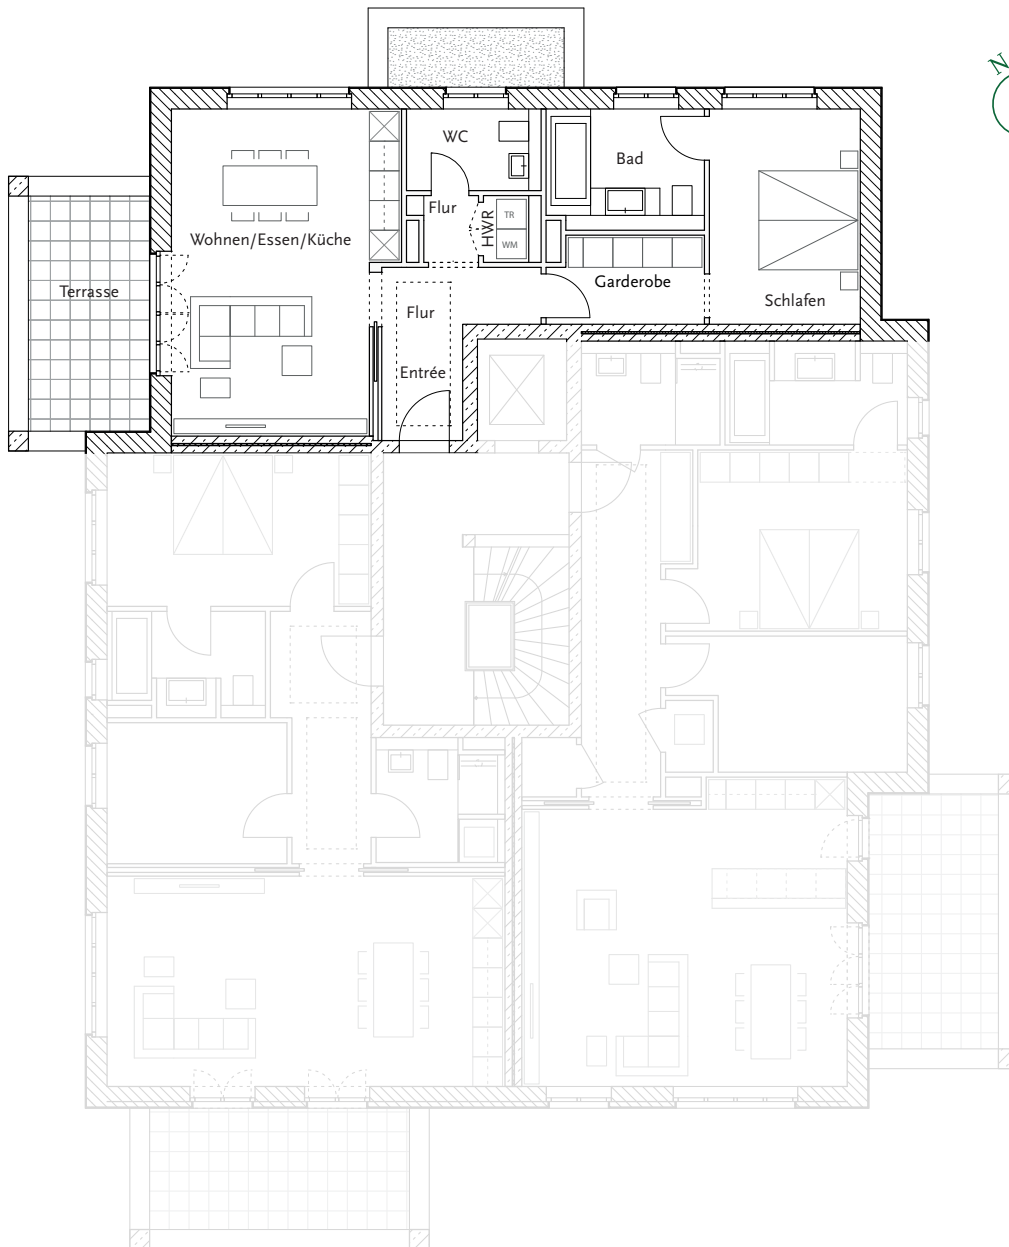 N
WC
Bad
Flur
HWR
TR
WM
Wohnen/Essen/Küche
Terrasse
Garderobe
Schlafen
Flur
Entrée